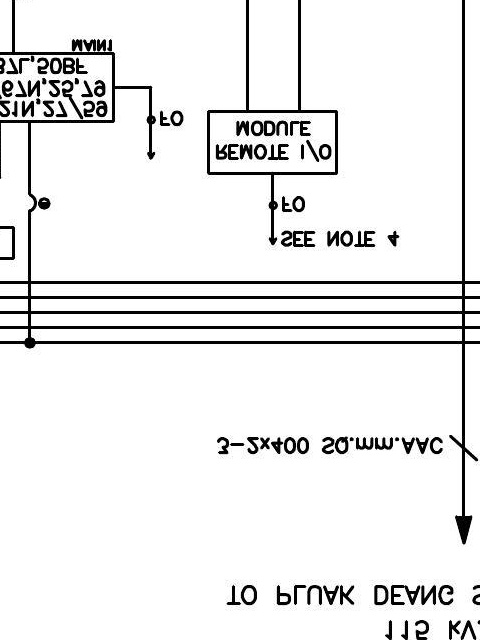 115 kV.
TO PLUAK DEANG S
3-2x400 SQ.mm.AAC
SEE NOTE 4
FO
REMOTE I/O
MODULE
FO
21N,27/59
/67N,25,79
87L,50BF
MAIN1